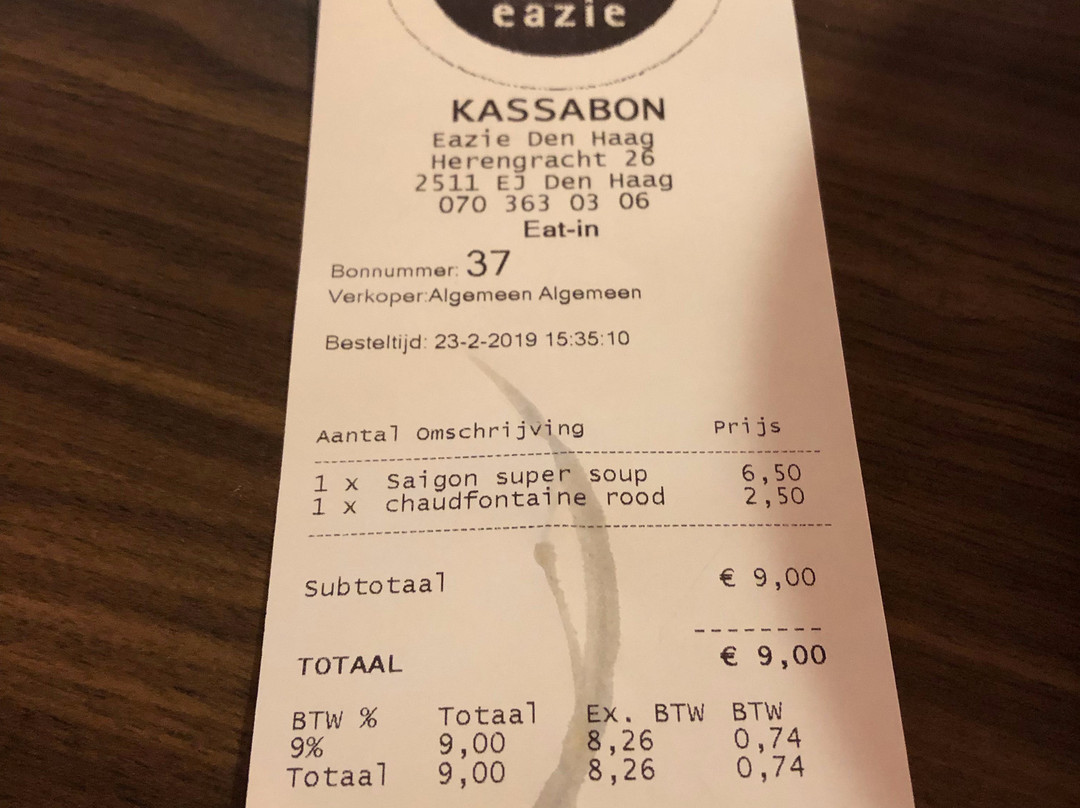 eazie
KASSABON
Eazie Den Haag
Herengracht 26
2511 EJ Den Haag
070 363 03 06
Eat-in
Bonnummer: 37
Verkoper:Algemeen Algemeen
Besteltijd: 23-2-2019 15:35:10
Aantal Omschrijving Prijs
1 x Saigon super soup 6,50
1 x chaudfontaine rood 2,50
Subtotaal € 9,00
TOTAAL € 9,00
BTW % Totaal Ex. BTW BTW
9% 9,00 8,26 0,74
Totaal 9,00 8,26 0,74